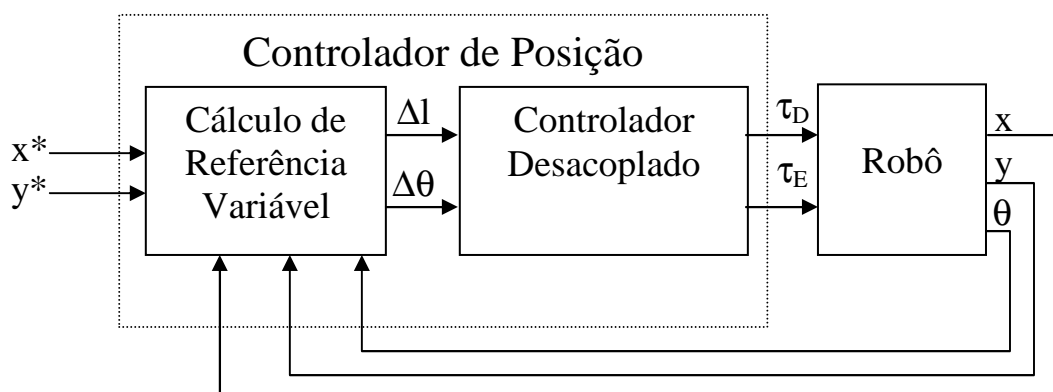 Controlador de Posição
x*
y*
Cálculo de
Referência
Variável
Δl
Δθ
Controlador
Desacoplado
τD
τE
Robô
x
y
θ